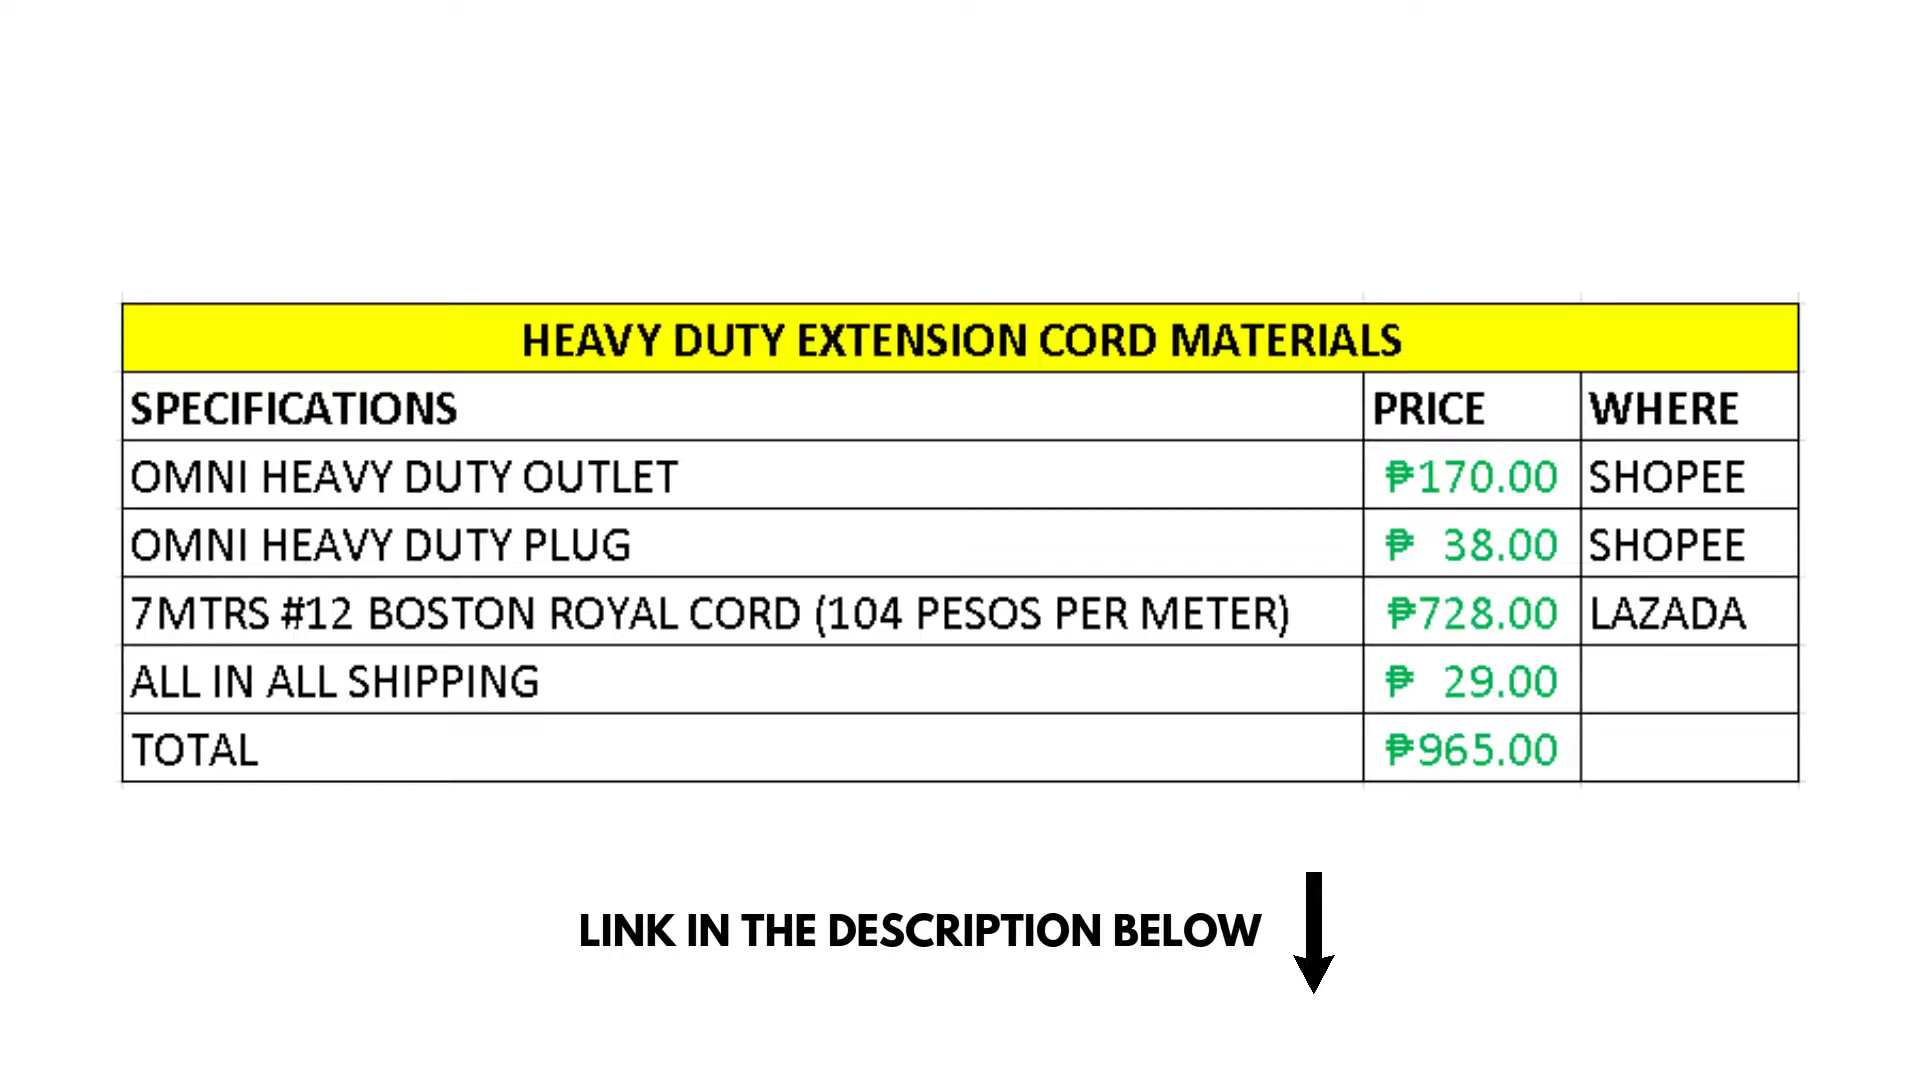 HEAVY DUTY EXTENSION CORD MATERIALS
SPECIFICATIONS PRICE WHERE
OMNI HEAVY DUTY OUTLET ₱170.00 SHOPEE
OMNI HEAVY DUTY PLUG ₱ 38.00 SHOPEE
7MTRS #12 BOSTON ROYAL CORD (104 PESOS PER METER) ₱728.00 LAZADA
ALL IN ALL SHIPPING ₱ 29.00
TOTAL ₱965.00
LINK IN THE DESCRIPTION BELOW